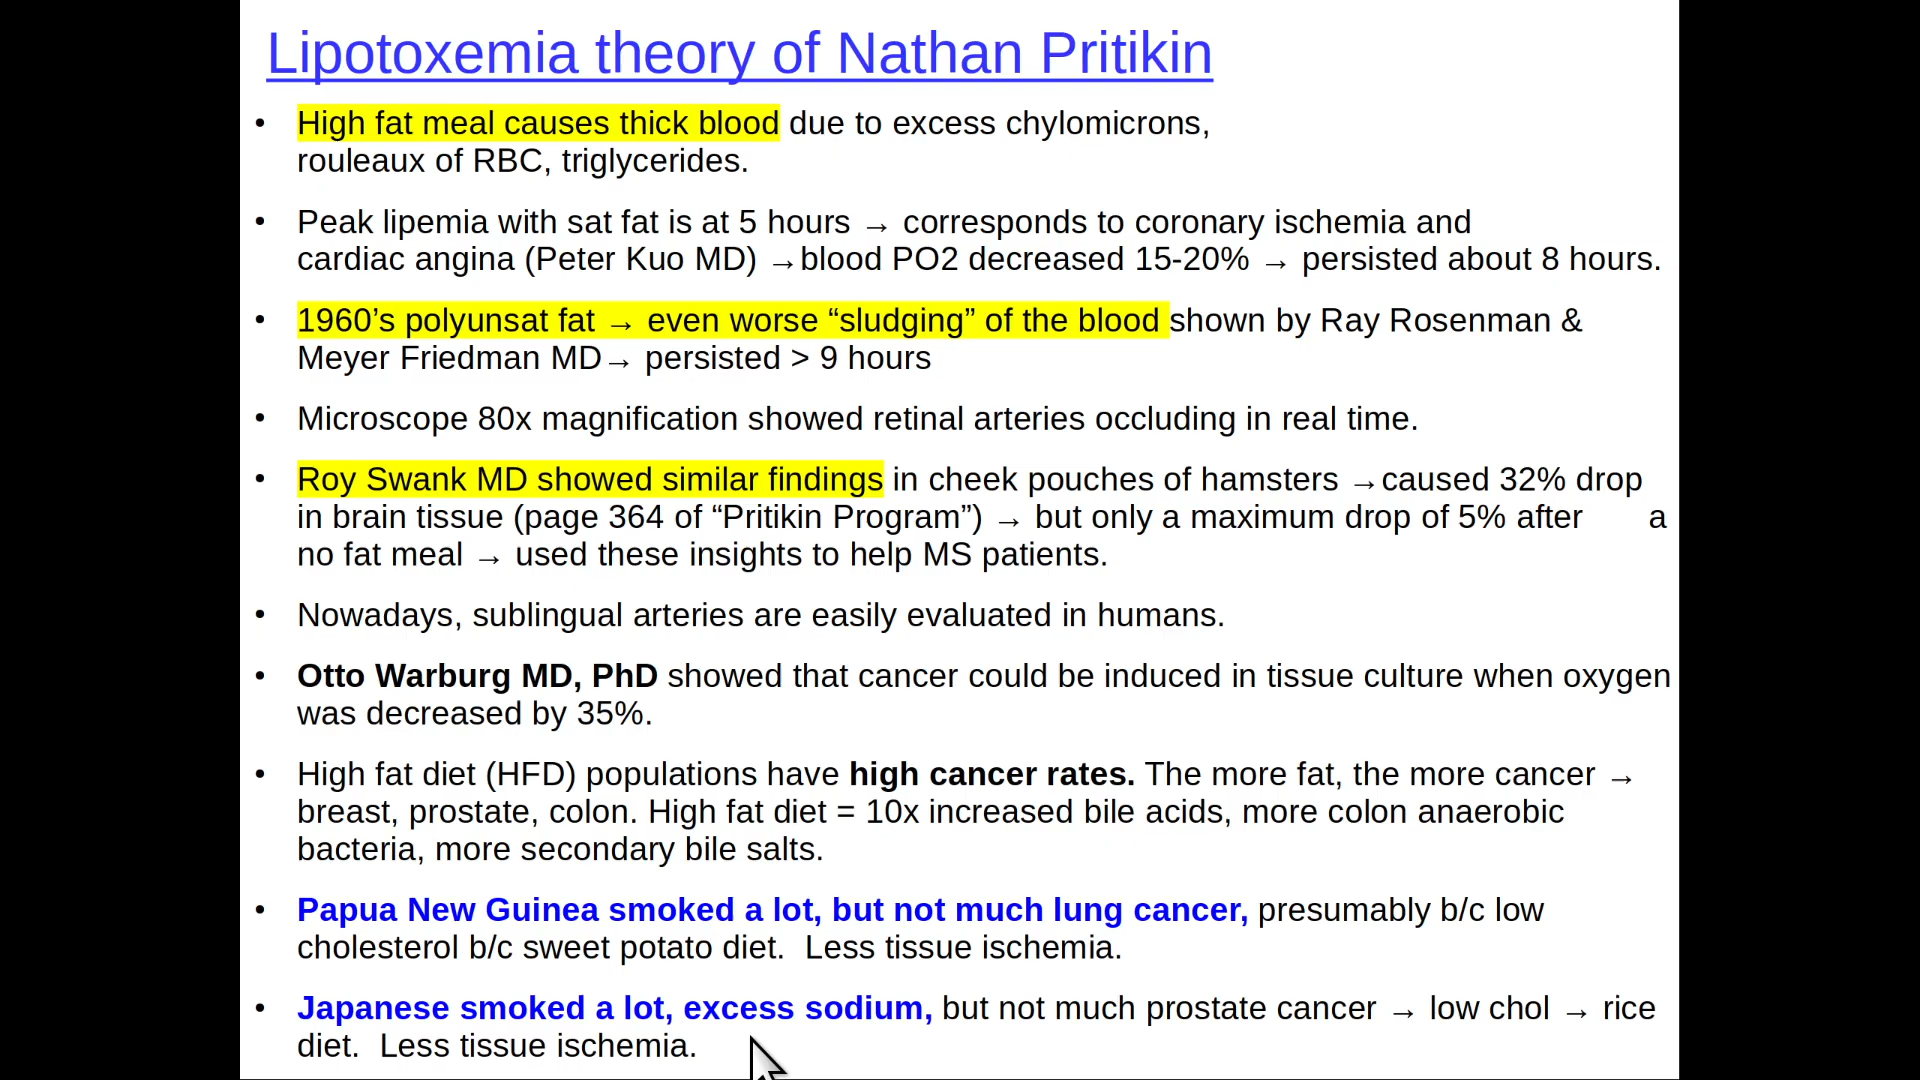 Lipotoxemia theory of Nathan Pritikin
• High fat meal causes thick blood due to excess chylomicrons,
rouleaux of RBC, triglycerides.
• Peak lipemia with sat fat is at 5 hours → corresponds to coronary ischemia and
cardiac angina (Peter Kuo MD) →blood PO2 decreased 15-20% → persisted about 8 hours.
• 1960’s polyunsat fat → even worse “sludging” of the blood shown by Ray Rosenman &
Meyer Friedman MD→ persisted > 9 hours
• Microscope 80x magnification showed retinal arteries occluding in real time.
• Roy Swank MD showed similar findings in cheek pouches of hamsters →caused 32% drop
in brain tissue (page 364 of “Pritikin Program”) → but only a maximum drop of 5% after a
no fat meal → used these insights to help MS patients.
• Nowadays, sublingual arteries are easily evaluated in humans.
• Otto Warburg MD, PhD showed that cancer could be induced in tissue culture when oxygen
was decreased by 35%.
• High fat diet (HFD) populations have high cancer rates. The more fat, the more cancer →
breast, prostate, colon. High fat diet = 10x increased bile acids, more colon anaerobic
bacteria, more secondary bile salts.
• Papua New Guinea smoked a lot, but not much lung cancer, presumably b/c low
cholesterol b/c sweet potato diet.  Less tissue ischemia.
• Japanese smoked a lot, excess sodium, but not much prostate cancer → low chol → rice
diet.  Less tissue ischemia.